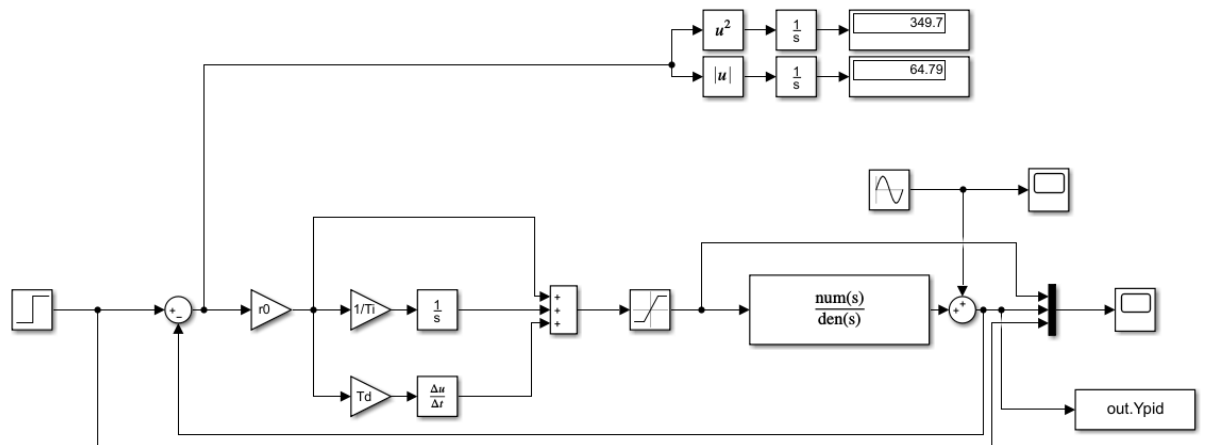 u²
1/s
349.7
|u|
1/s
64.79
r0
1/Ti
1/s
Td
Δu/Δt
+
-
+
+
+
num(s)
den(s)
+
+
out.Ypid